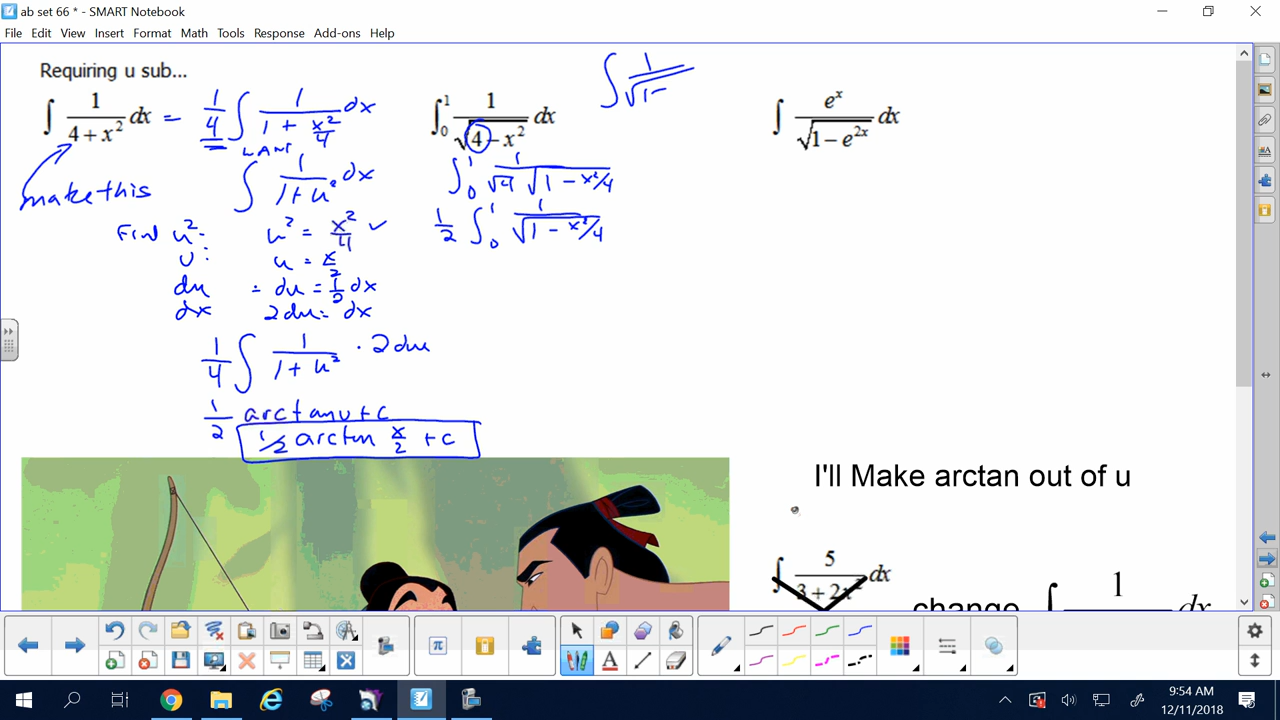 ab set 66 * - SMART Notebook
File Edit View Insert Format Math Tools Response Add-ons Help
Requiring u sub...
∫ 1/(4 + x²) dx = 1/4 ∫ 1/(1 + x²/4) dx
WANT
make this
∫ 1/(1 + u²) dx
Find u²: u² = x²/4 ✓
u: u = x/2
du = du = 1/2 dx
dx 2du = dx
1/4 ∫ 1/(1 + u²) · 2du
1/2 arctan u + c
1/2 arctan x/2 + c
∫₀¹ 1/√(4 − x²) dx
∫₀¹ 1/(√4 √(1 − x²/4))
1/2 ∫₀¹ 1/√(1 − x²/4)
∫ 1/√(1 −
∫ eˣ/√(1 − e²ˣ) dx
I'll Make arctan out of u
∫ 5/(3 + 2x²) dx
change ∫ 1 dx
9:54 AM
12/11/2018